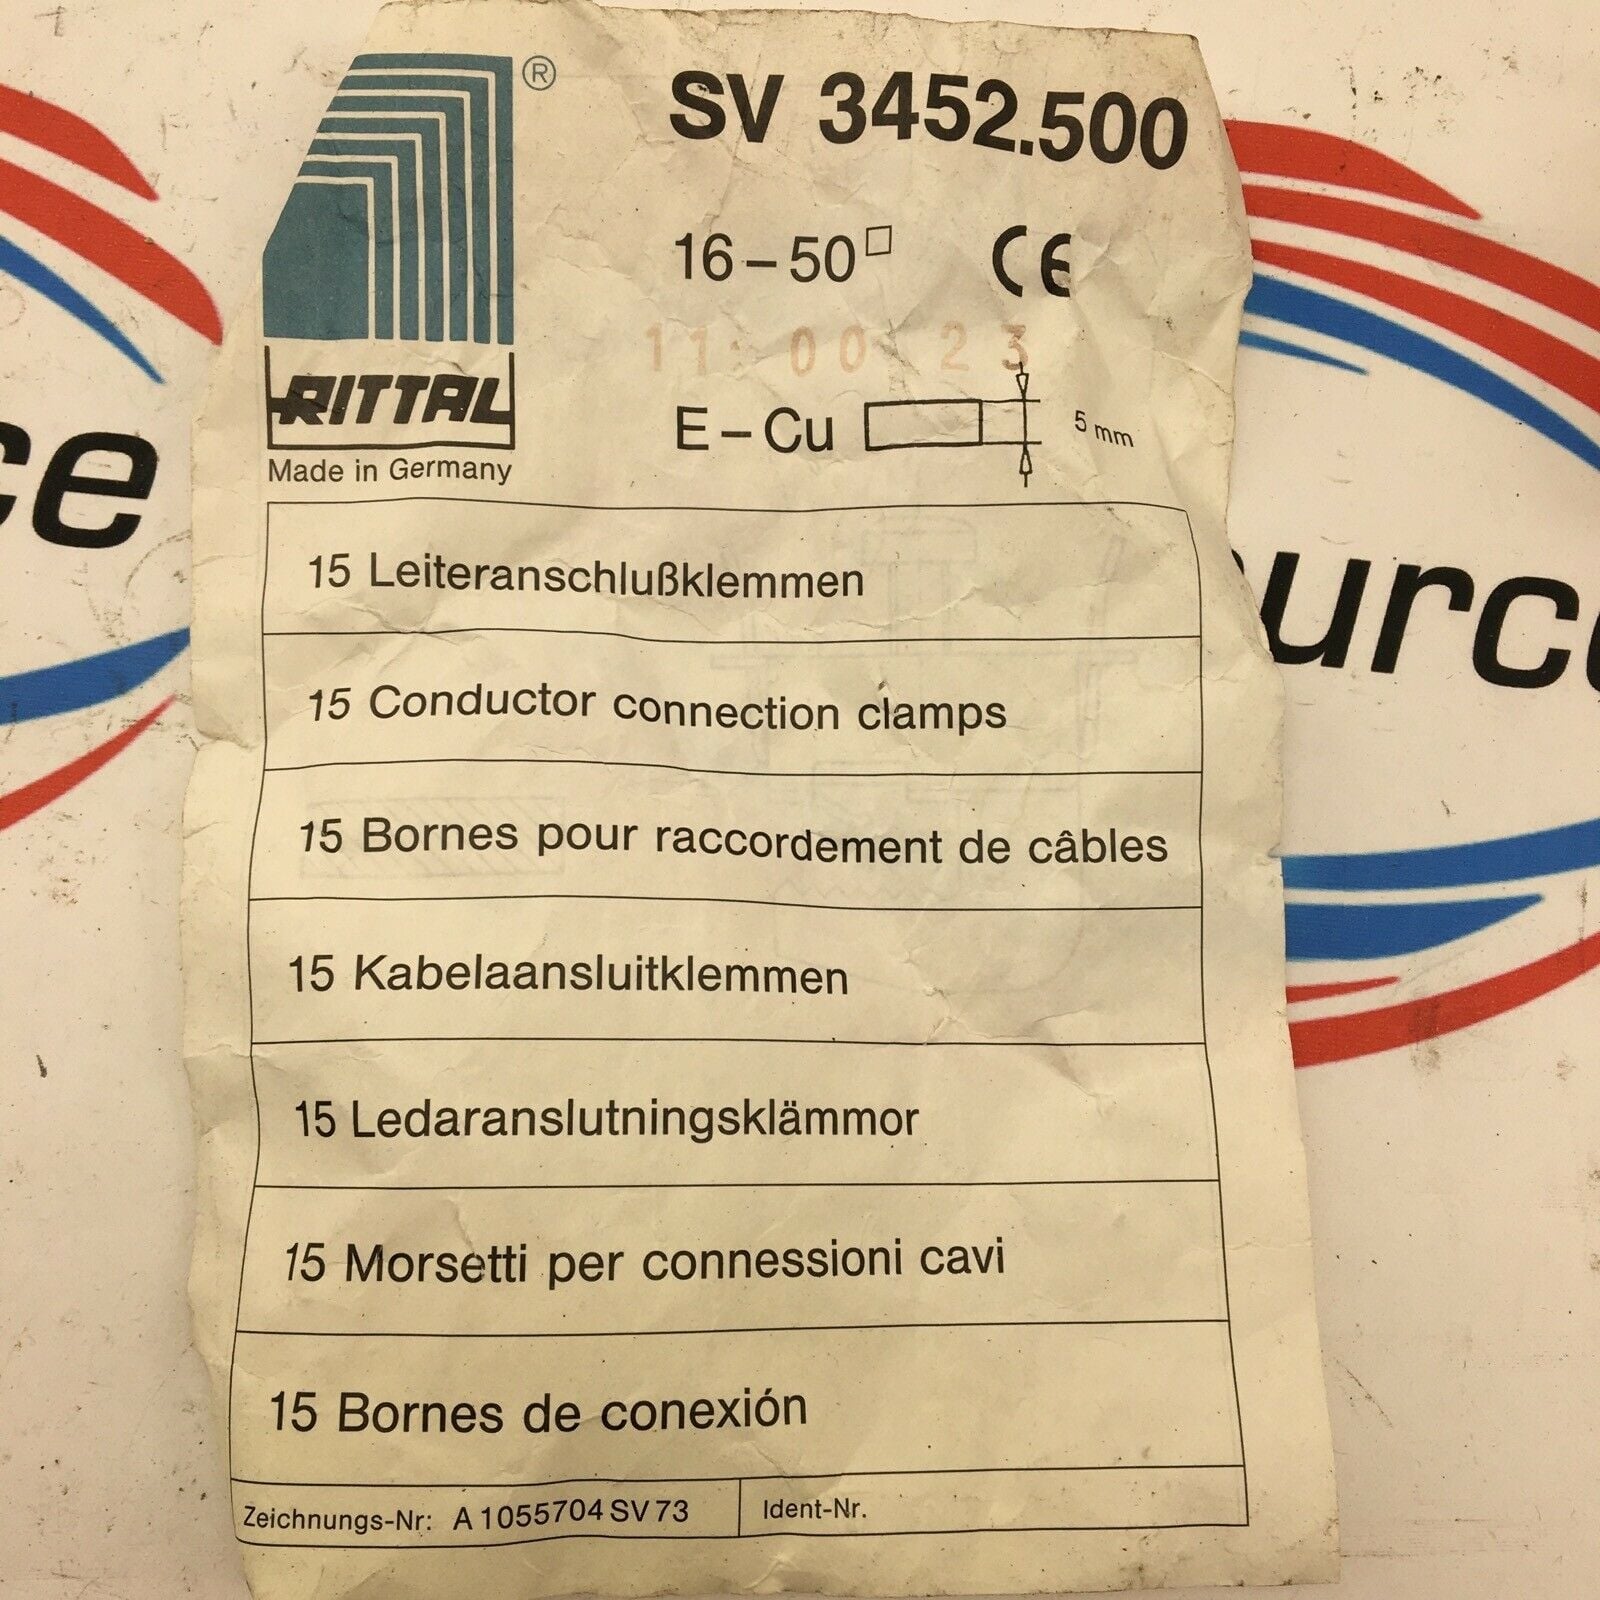 ®
SV 3452.500
16–50□ CE
11 00 23
RITTAL
E–Cu 5 mm
Made in Germany
15 Leiteranschlußklemmen
15 Conductor connection clamps
15 Bornes pour raccordement de câbles
15 Kabelaansluitklemmen
15 Ledaranslutningsklämmor
15 Morsetti per connessioni cavi
15 Bornes de conexión
Zeichnungs-Nr: A 1055704 SV 73 Ident-Nr.
ce
urce